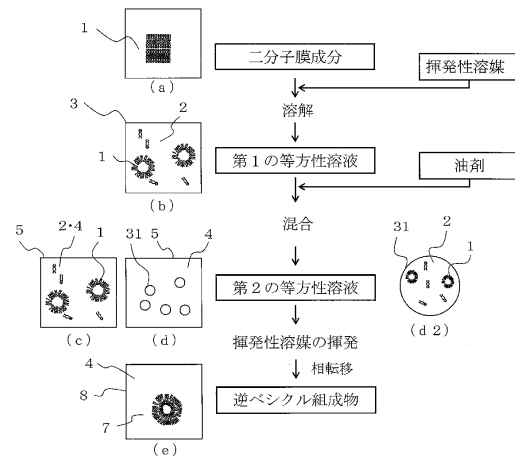 1
(a)
二分子膜成分
揮発性溶媒
溶解
3
2
1
(b)
第1の等方性溶液
油剤
混合
5
2・4
1
(c)
31
5
4
(d)
第2の等方性溶液
31
2
1
(d2)
揮発性溶媒の揮発
相転移
4
8
7
(e)
逆ベシクル組成物